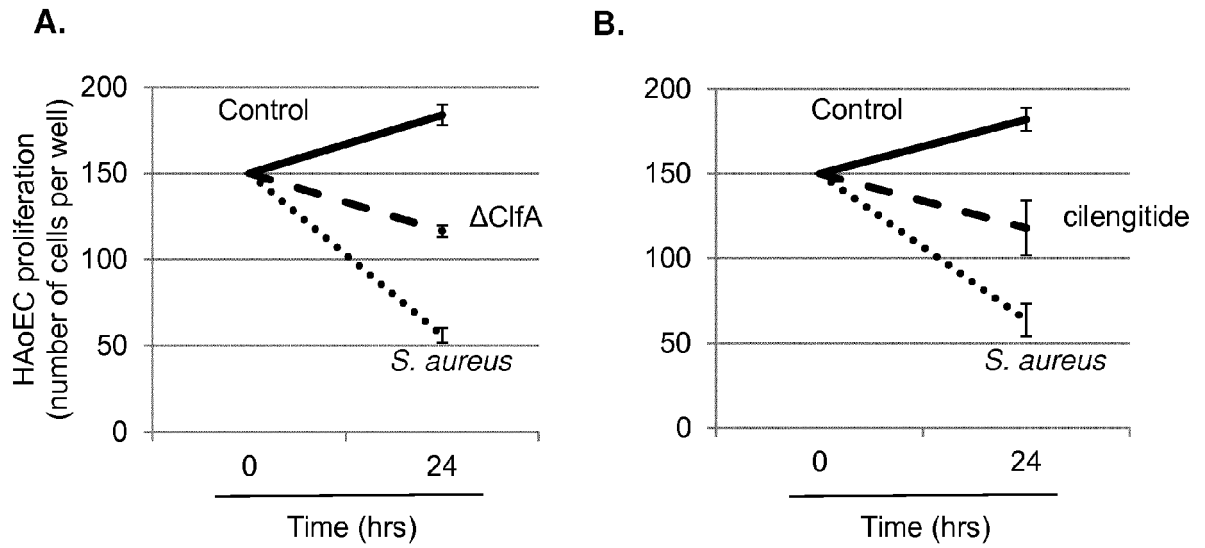 A.
HAoEC proliferation
(number of cells per well)
200
150
100
50
0
Control
ΔClfA
S. aureus
0 24
Time (hrs)
B.
200
150
100
50
0
Control
cilengitide
S. aureus
0 24
Time (hrs)